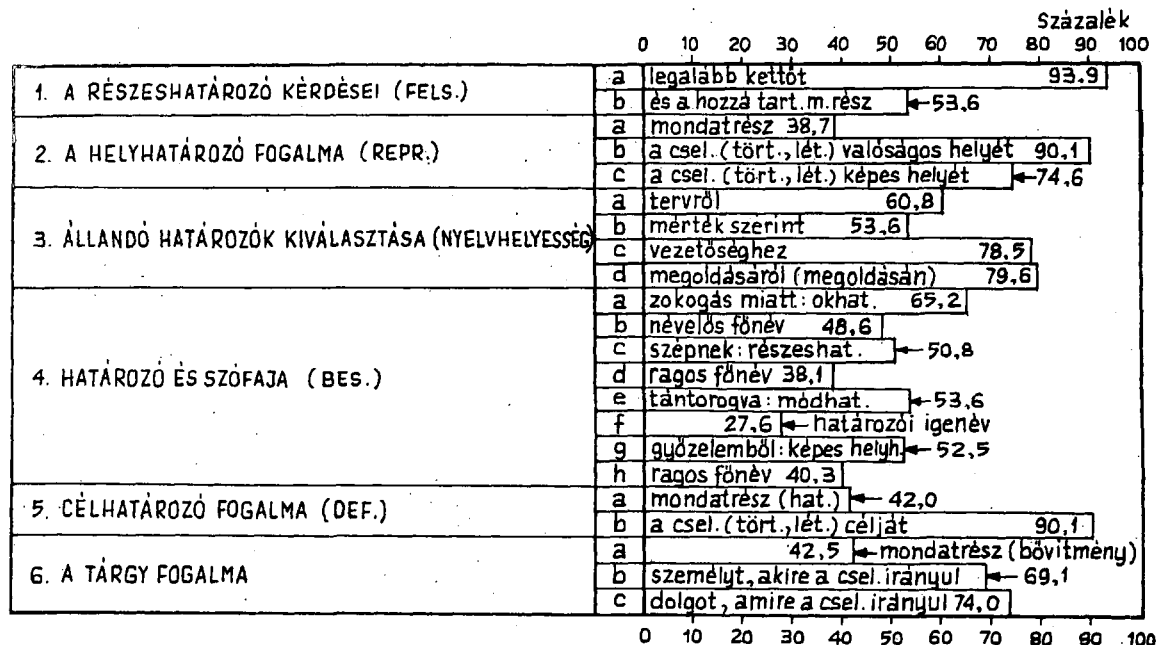 Százalék
0 10 20 30 40 50 60 70 80 90 100
1. A RÉSZESHATÁROZÓ KÉRDÉSEI (FELS.)
a legalább kettőt 93.9
b és a hozzá tart. m. rész 53,6
2. A HELYHATÁROZÓ FOGALMA (REPR.)
a mondatrész 38,7
b a csel. (tört., lét.) valóságos helyét 90,1
c a csel. (tört., lét.) képes helyét 74,6
3. ÁLLANDÓ HATÁROZÓK KIVÁLASZTÁSA (NYELVHELYESSÉG)
a tervről 60,8
b mérték szerint 53,6
c vezetőséghez 78.5
d megoldásáról (megoldásán) 79,6
4. HATÁROZÓ ÉS SZÓFAJA (BES.)
a zokogás miatt: okhat. 65,2
b névelős főnév 48,6
c szépnek: részeshat. 50,8
d ragos főnév 38,1
e tántorogva: módhat. 53,6
f 27,6 határozói igenév
g győzelemből: képes helyh. 52,5
h ragos főnév 40,3
5. CÉLHATÁROZÓ FOGALMA (DEF.)
a mondatrész (hat.) 42,0
b a csel. (tört., lét.) célját 90,1
6. A TÁRGY FOGALMA
a 42,5 mondatrész (bővítmény)
b személyt, akire a csel. irányul 69,1
c dolgot, amire a csel. irányul 74,0
0 10 20 30 40 50 60 70 80 90 100